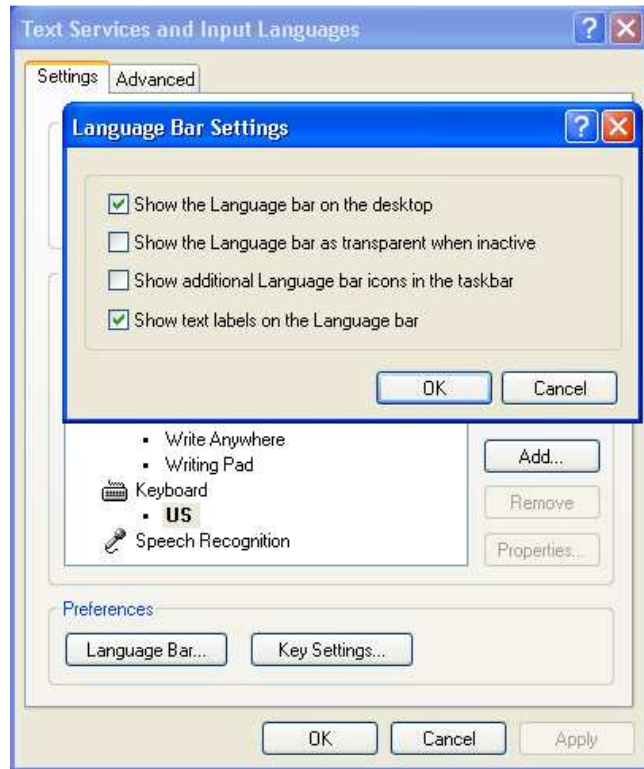 Text Services and Input Languages
Settings
Advanced
Language Bar Settings
Show the Language bar on the desktop
Show the Language bar as transparent when inactive
Show additional Language bar icons in the taskbar
Show text labels on the Language bar
OK
Cancel
Write Anywhere
Writing Pad
Keyboard
US
Speech Recognition
Add...
Remove
Properties...
Preferences
Language Bar...
Key Settings...
OK
Cancel
Apply